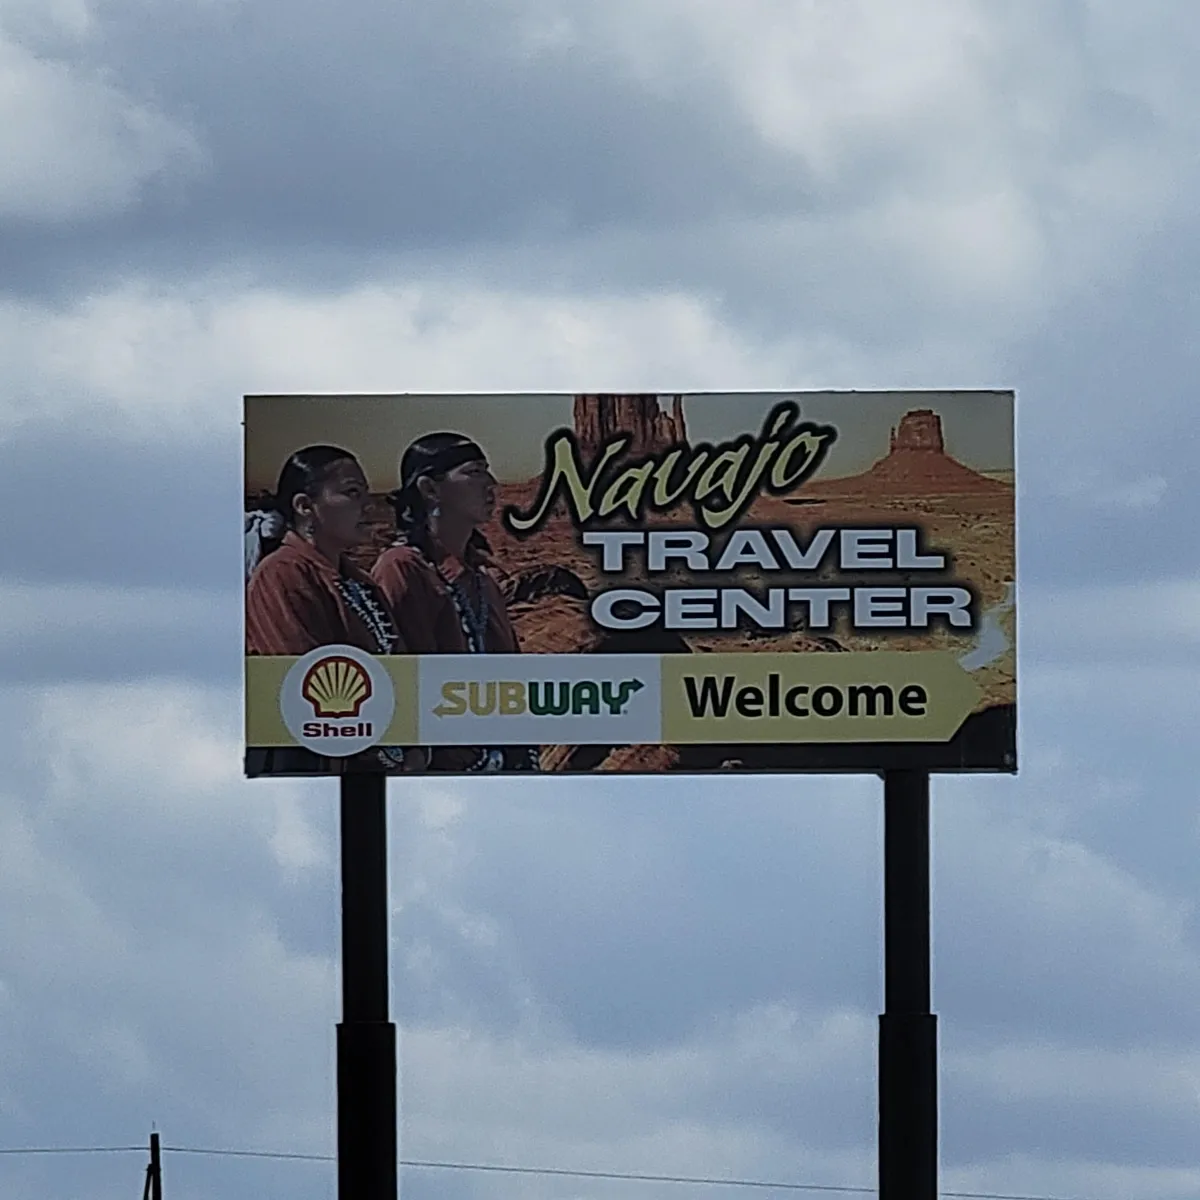 Navajo
TRAVEL
CENTER
Shell
SUBWAY
Welcome